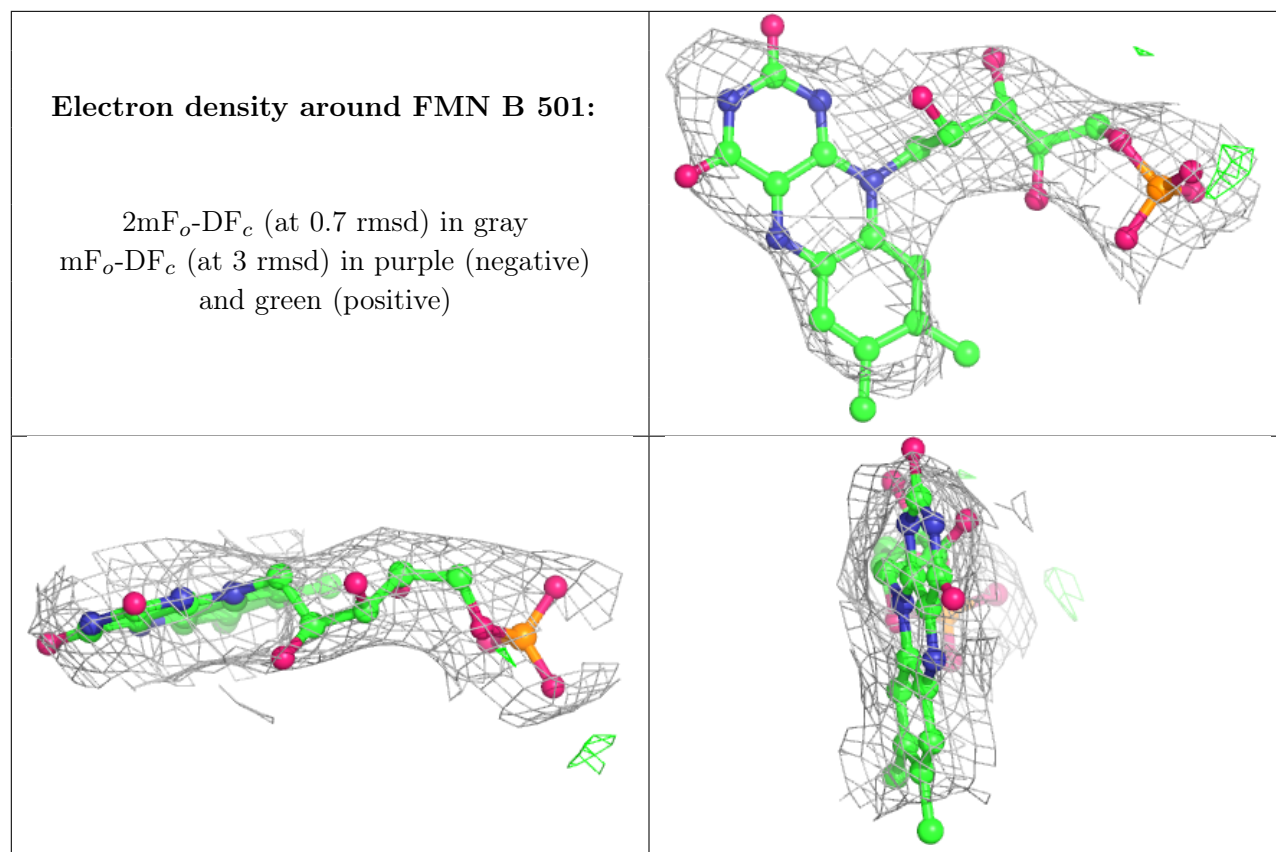 Electron density around FMN B 501:
2mFo-DFc (at 0.7 rmsd) in gray
mFo-DFc (at 3 rmsd) in purple (negative)
and green (positive)